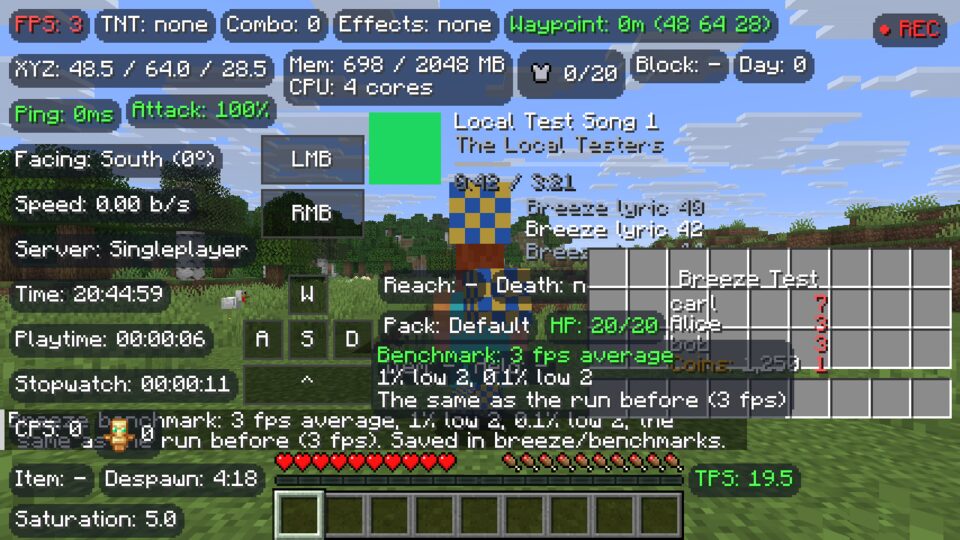 FPS: 3
TNT: none
Combo: 0
Effects: none
Waypoint: 0m (48 64 28)
REC
XYZ: 48.5 / 64.0 / 28.5
Mem: 698 / 2048 MB
CPU: 4 cores
0/20
Block: -
Day: 0
Ping: 0ms
Attack: 100%
Local Test Song 1
The Local Testers
0:42 / 3:21
Facing: South (0°)
LMB
Speed: 0.00 b/s
RMB
Breeze lyric 40
Breeze lyric 42
Server: Singleplayer
Breeze
Breeze Test
Reach: -
Death: n
Time: 20:44:59
W
carl 7
Alice 3
bob 3
Coins: 1,250 1
Playtime: 00:00:06
A
S
D
Pack: Default
HP: 20/20
Benchmark: 3 fps average
1% low 2, 0.1% low 2
The same as the run before (3 fps)
Stopwatch: 00:00:11
^
Breeze benchmark: 3 fps average, 1% low 2, 0.1% low 2, the
same as the run before (3 fps). Saved in breeze/benchmarks.
CPS: 0
0
Item: -
Despawn: 4:18
TPS: 19.5
Saturation: 5.0